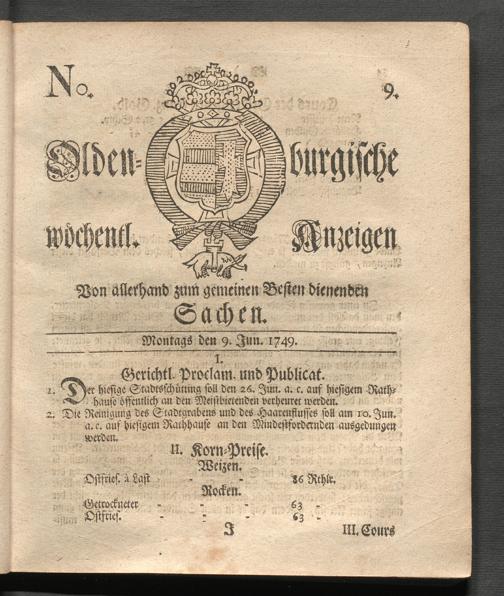 No. 9.
Olden- burgische
wöchentl. Anzeigen
Von allerhand zum gemeinen Besten dienenden
Sachen.
Montags den 9. Jun. 1749.
I.
Gerichtl. Proclam. und Publicat.
1. Der hiesige Stadtsschütting soll den 26. Jun. a. c. auf hiesigem Rath-
hause öffentlich an den Meistbietenden verheuret werden.
2. Die Reinigung des Stadtgrabens und des Haarenflusses soll am 10. Jun.
a. c. auf hiesigem Rathhause an den Mindestfordernden ausgedungen
werden.
II. Korn-Preise.
Weizen.
Ostfries. à Last - - 86 Rthlr.
Rocken.
Getrockneter - - 63 -
Ostfries. - - 63 -
J III. Cours